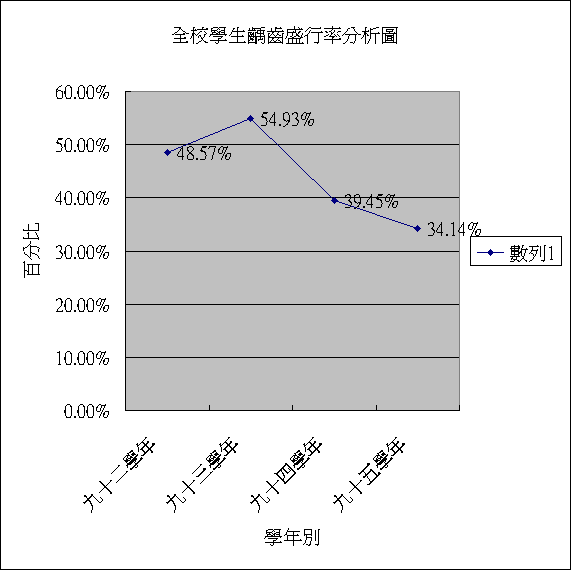 全校學生齲齒盛行率分析圖
60.00%
50.00%
40.00%
30.00%
20.00%
10.00%
0.00%
百分比
48.57%
54.93%
39.45%
34.14%
數列1
九十二學年
九十三學年
九十四學年
九十五學年
學年別